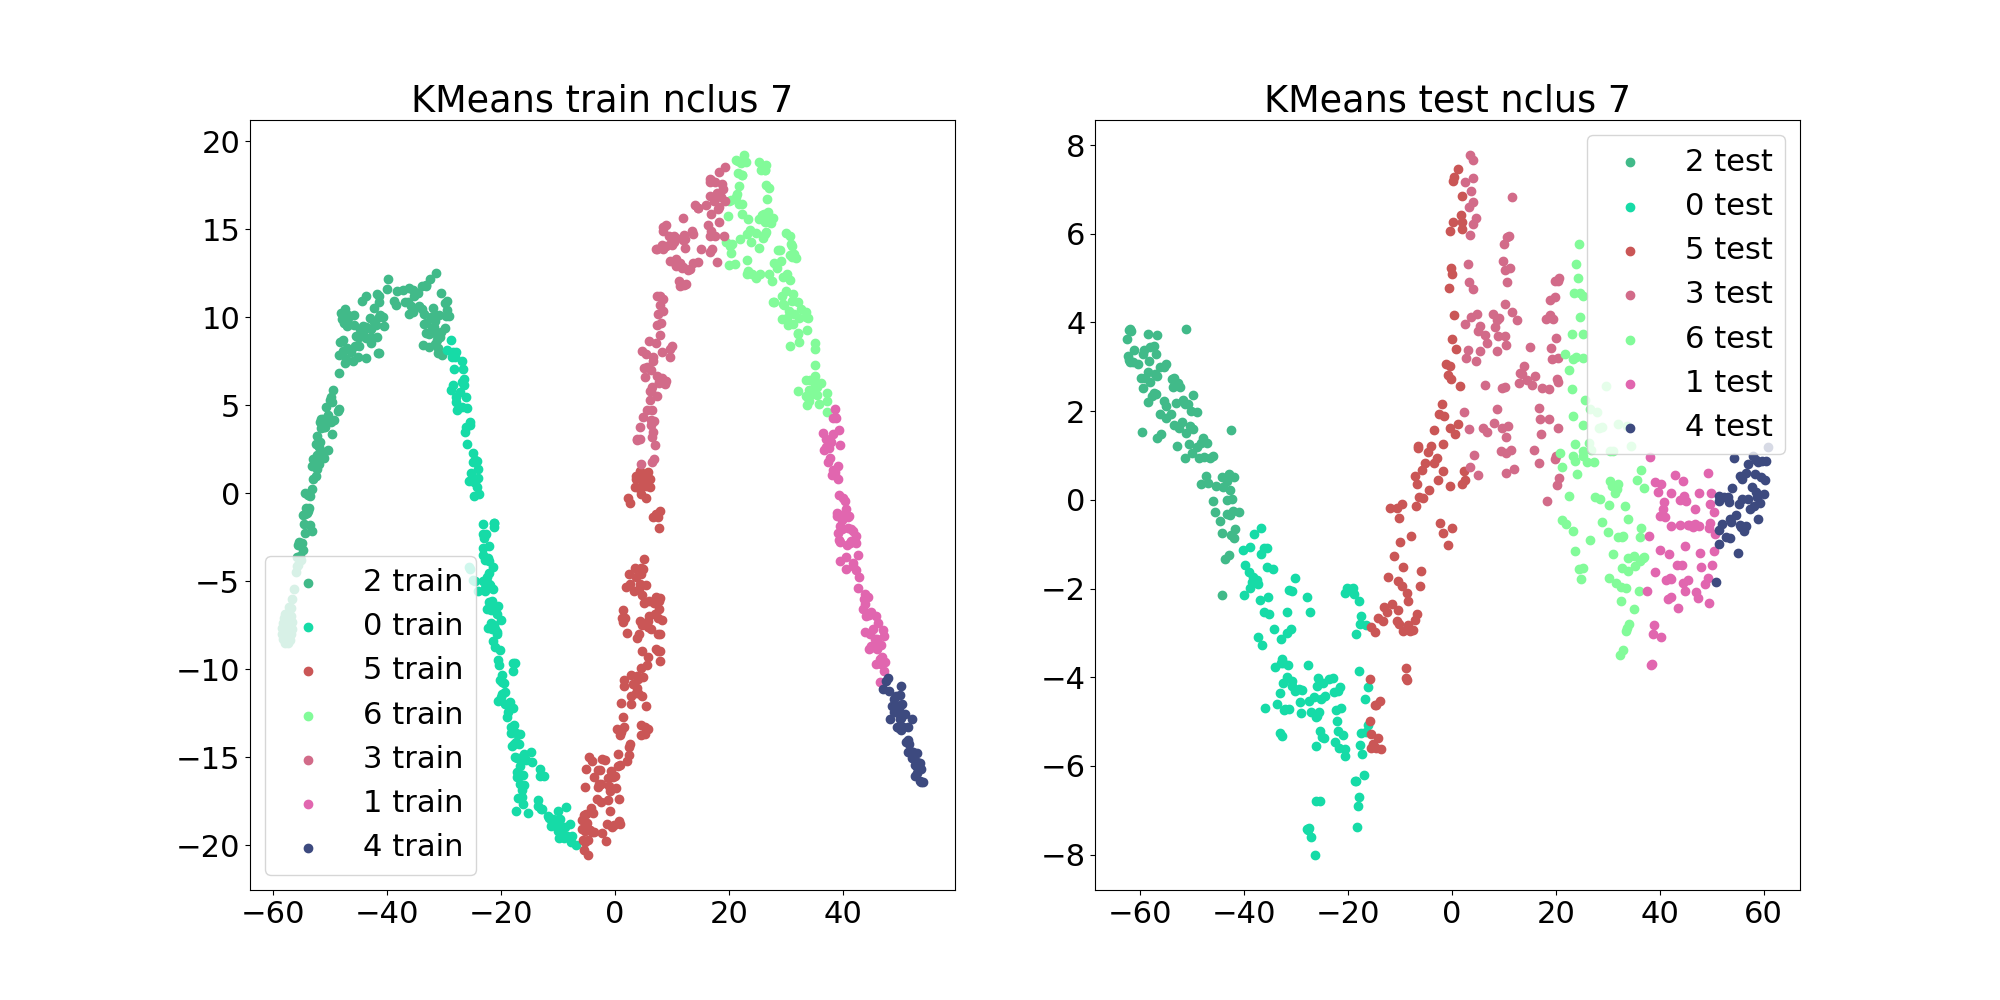 KMeans train nclus 7
20
15
10
5
0
−5
−10
−15
−20
−60 −40 −20 0 20 40
2 train
0 train
5 train
6 train
3 train
1 train
4 train
KMeans test nclus 7
8
6
4
2
0
−2
−4
−6
−8
−60 −40 −20 0 20 40 60
2 test
0 test
5 test
3 test
6 test
1 test
4 test